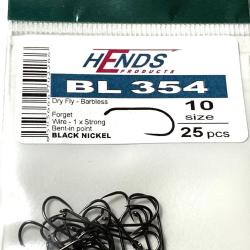 HENDS
PRODUCTS
BL 354
Dry Fly - Barbless
Forget
Wire - 1 x Strong
Bent-in point
BLACK NICKEL
10
size
25 pcs